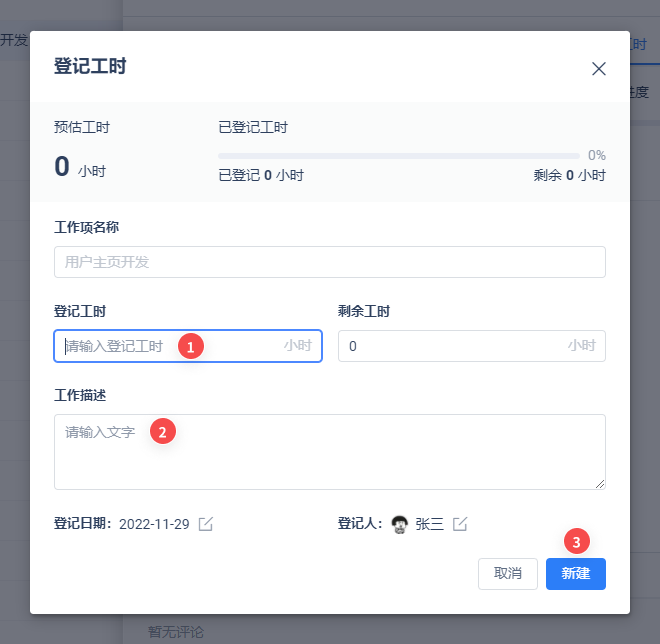 开发
登记工时
时
进度
预估工时
已登记工时
0 小时
0%
已登记 0 小时
剩余 0 小时
工作项名称
用户主页开发
登记工时
剩余工时
请输入登记工时 1 小时
0 小时
工作描述
请输入文字 2
登记日期: 2022-11-29
登记人: 张三
3
取消
新建
暂无评论